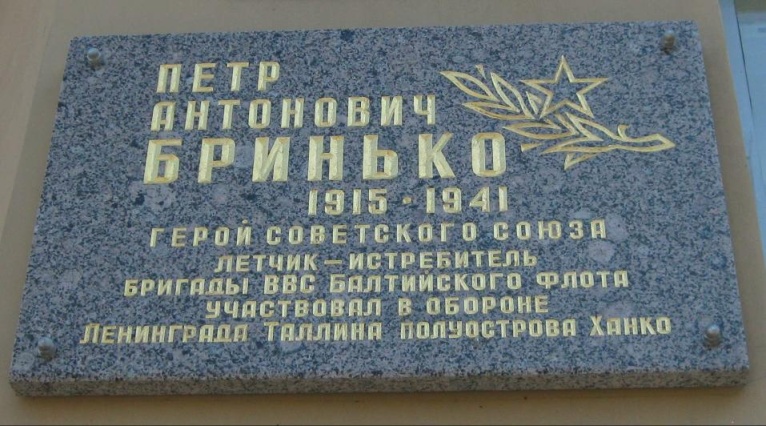 ПЕТР
АНТОНОВИЧ
БРИНЬКО
1915 · 1941
ГЕРОЙ СОВЕТСКОГО СОЮЗА
ЛЕТЧИК – ИСТРЕБИТЕЛЬ
БРИГАДЫ ВВС БАЛТИЙСКОГО ФЛОТА
УЧАСТВОВАЛ В ОБОРОНЕ
ЛЕНИНГРАДА ТАЛЛИНА ПОЛУОСТРОВА ХАНКО